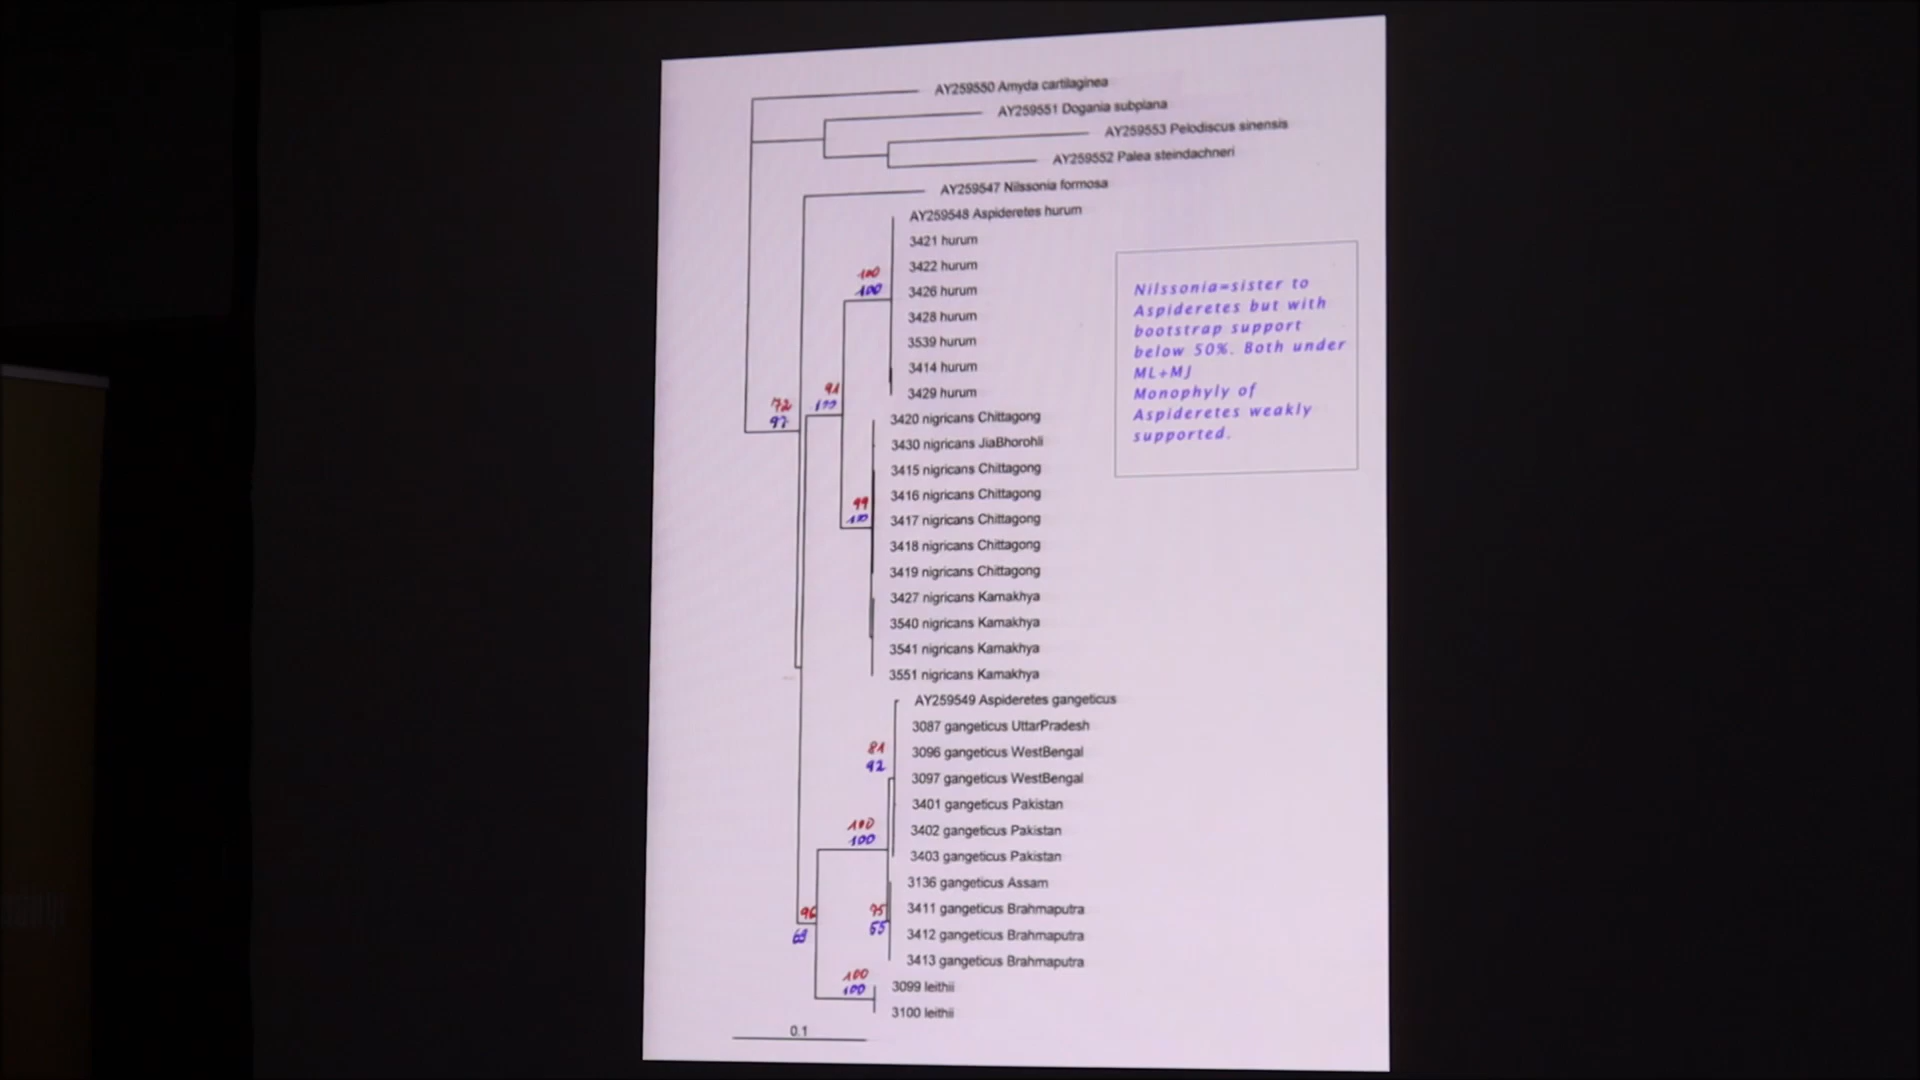 AY259550 Amyda cartilaginea
AY259551 Dogania subplana
AY259553 Pelodiscus sinensis
AY259552 Palea steindachneri
AY259547 Nilssonia formosa
AY259548 Aspideretes hurum
3421 hurum
3422 hurum
100
100
3426 hurum
3428 hurum
3539 hurum
3414 hurum
3429 hurum
Nilssonia=sister to
Aspideretes but with
bootstrap support
below 50%. Both under
ML+MJ
Monophyly of
Aspideretes weakly
supported.
91
100
72
97
3420 nigricans Chittagong
3430 nigricans JiaBhorohli
3415 nigricans Chittagong
3416 nigricans Chittagong
99
100
3417 nigricans Chittagong
3418 nigricans Chittagong
3419 nigricans Chittagong
3427 nigricans Kamakhya
3540 nigricans Kamakhya
3541 nigricans Kamakhya
3551 nigricans Kamakhya
AY259549 Aspideretes gangeticus
3087 gangeticus UttarPradesh
81
92
3096 gangeticus WestBengal
3097 gangeticus WestBengal
3401 gangeticus Pakistan
100
100
3402 gangeticus Pakistan
3403 gangeticus Pakistan
3136 gangeticus Assam
96
75
55
3411 gangeticus Brahmaputra
3412 gangeticus Brahmaputra
3413 gangeticus Brahmaputra
100
100
3099 leithii
3100 leithii
0.1